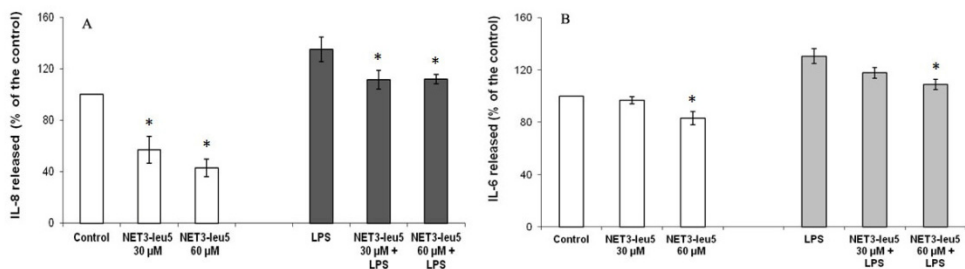 A
IL-8 released (% of the control)
160
120
80
40
0
*
*
*
*
Control
NET3-leu5
30 µM
NET3-leu5
60 µM
LPS
NET3-leu5
30 µM +
LPS
NET3-leu5
60 µM +
LPS
B
IL-6 released (% of the control)
160
120
80
40
0
*
*
Control
NET3-leu5
30 µM
NET3-leu5
60 µM
LPS
NET3-leu5
30 µM +
LPS
NET3-leu5
60 µM +
LPS